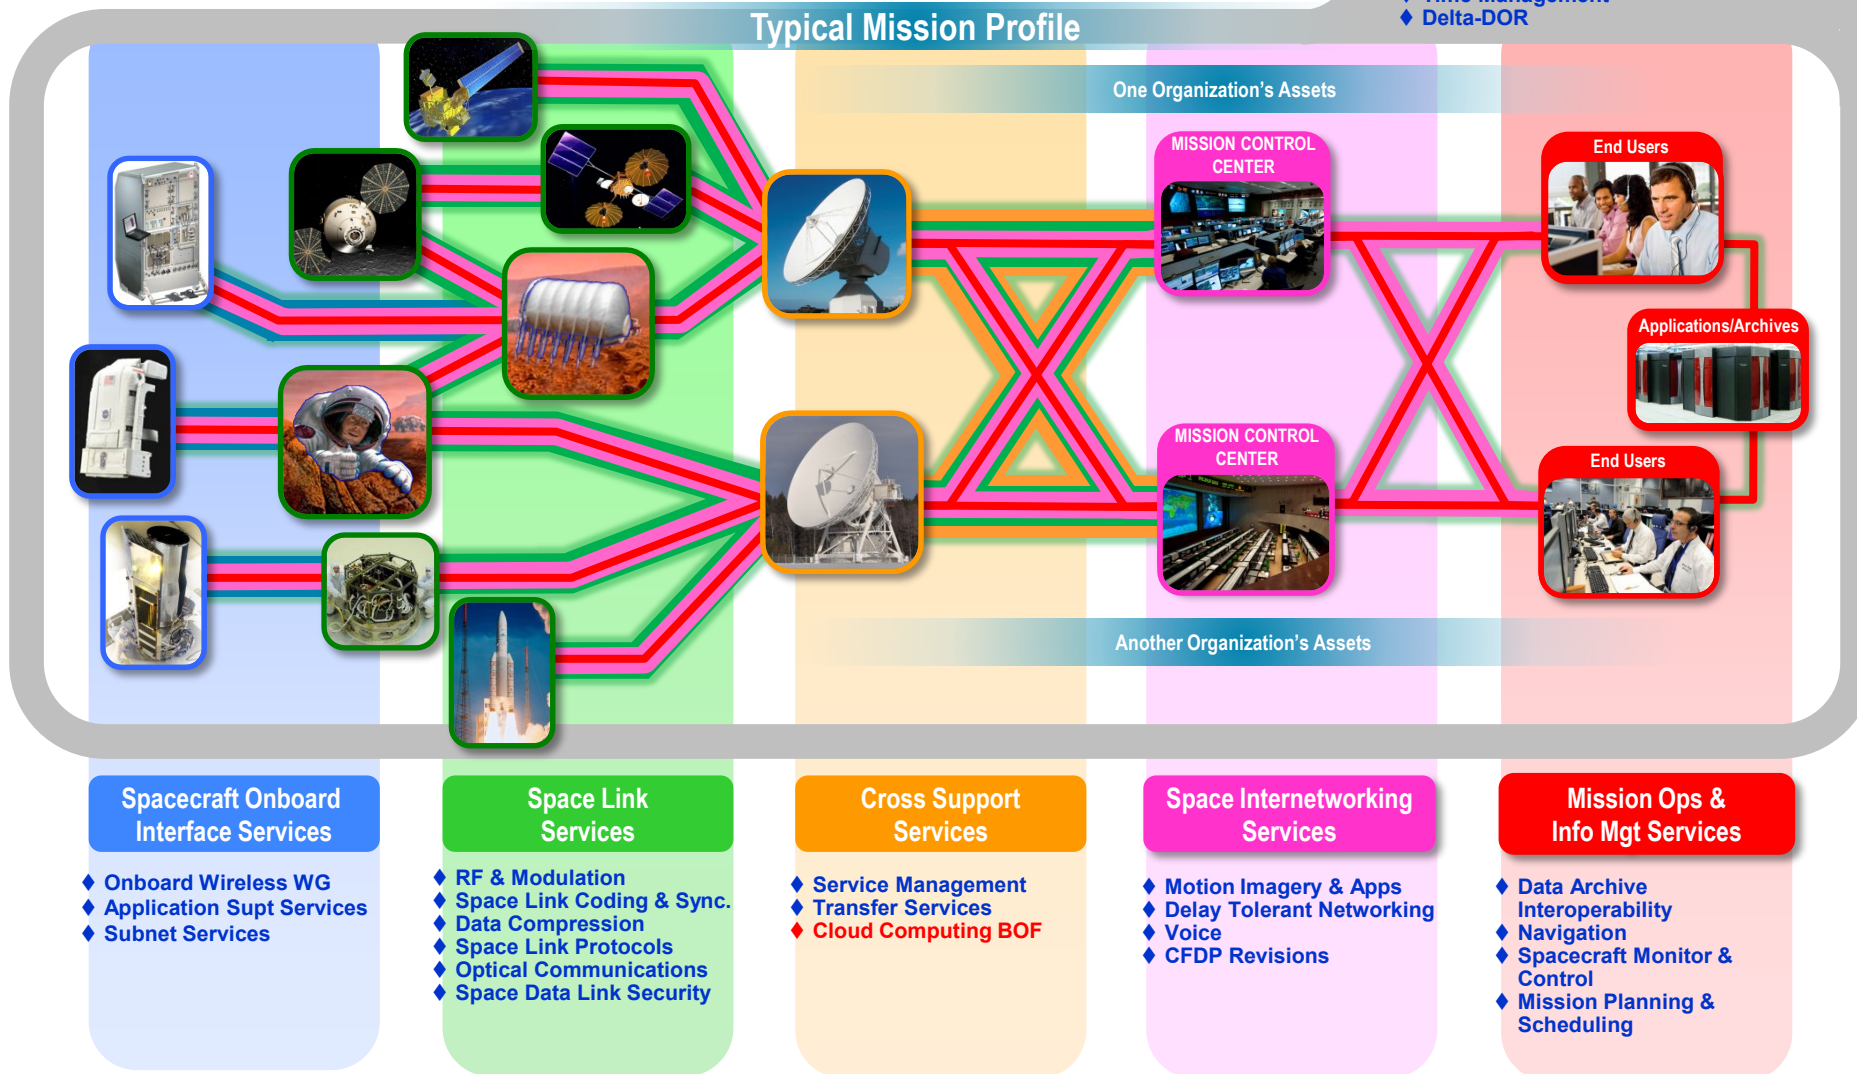 Time Management
♦ Delta-DOR
Typical Mission Profile
One Organization's Assets
MISSION CONTROL
CENTER
End Users
Applications/Archives
MISSION CONTROL
CENTER
End Users
Another Organization's Assets
Spacecraft Onboard
Interface Services
♦ Onboard Wireless WG
♦ Application Supt Services
♦ Subnet Services
Space Link
Services
♦ RF & Modulation
♦ Space Link Coding & Sync.
♦ Data Compression
♦ Space Link Protocols
♦ Optical Communications
♦ Space Data Link Security
Cross Support
Services
♦ Service Management
♦ Transfer Services
♦ Cloud Computing BOF
Space Internetworking
Services
♦ Motion Imagery & Apps
♦ Delay Tolerant Networking
♦ Voice
♦ CFDP Revisions
Mission Ops &
Info Mgt Services
♦ Data Archive
Interoperability
♦ Navigation
♦ Spacecraft Monitor &
Control
♦ Mission Planning &
Scheduling